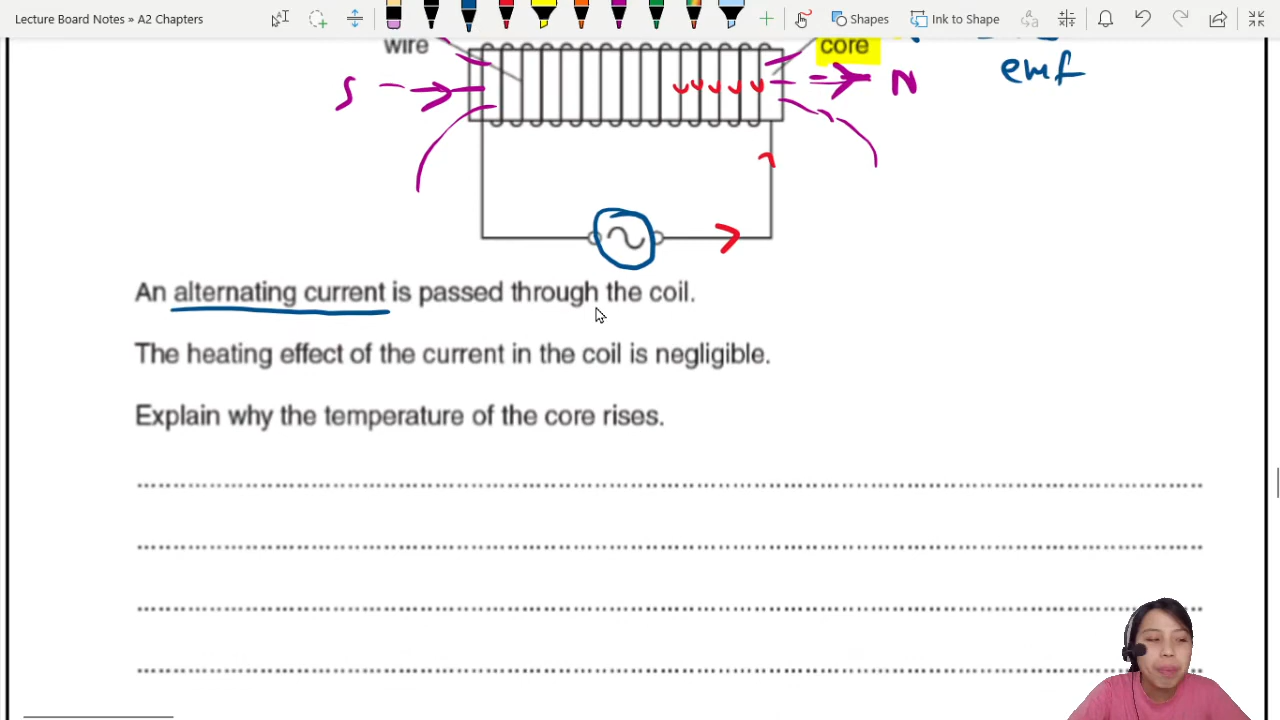 Lecture Board Notes » A2 Chapters
Shapes
Ink to Shape
wire
core
emf
S
N
An alternating current is passed through the coil.
The heating effect of the current in the coil is negligible.
Explain why the temperature of the core rises.